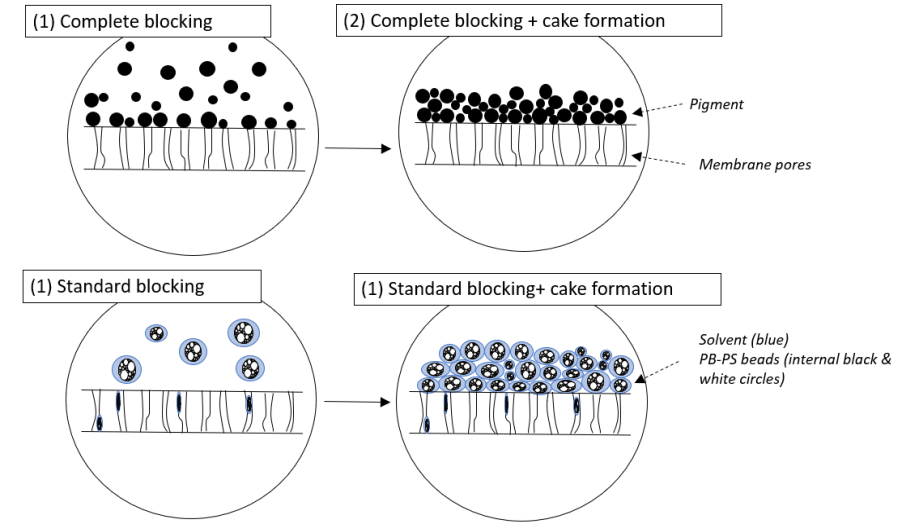 (1) Complete blocking
(2) Complete blocking + cake formation
Pigment
Membrane pores
(1) Standard blocking
(1) Standard blocking+ cake formation
Solvent (blue)
PB-PS beads (internal black &
white circles)